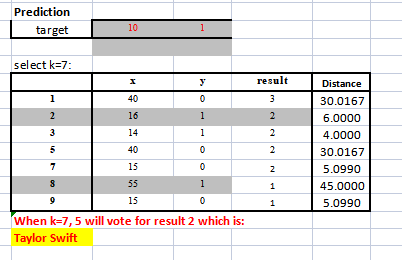 Prediction
target 10 1
select k=7:
x y result Distance
1 40 0 3 30.0167
2 16 1 2 6.0000
3 14 1 2 4.0000
5 40 0 2 30.0167
7 15 0 2 5.0990
8 55 1 1 45.0000
9 15 0 1 5.0990
When k=7, 5 will vote for result 2 which is:
Taylor Swift